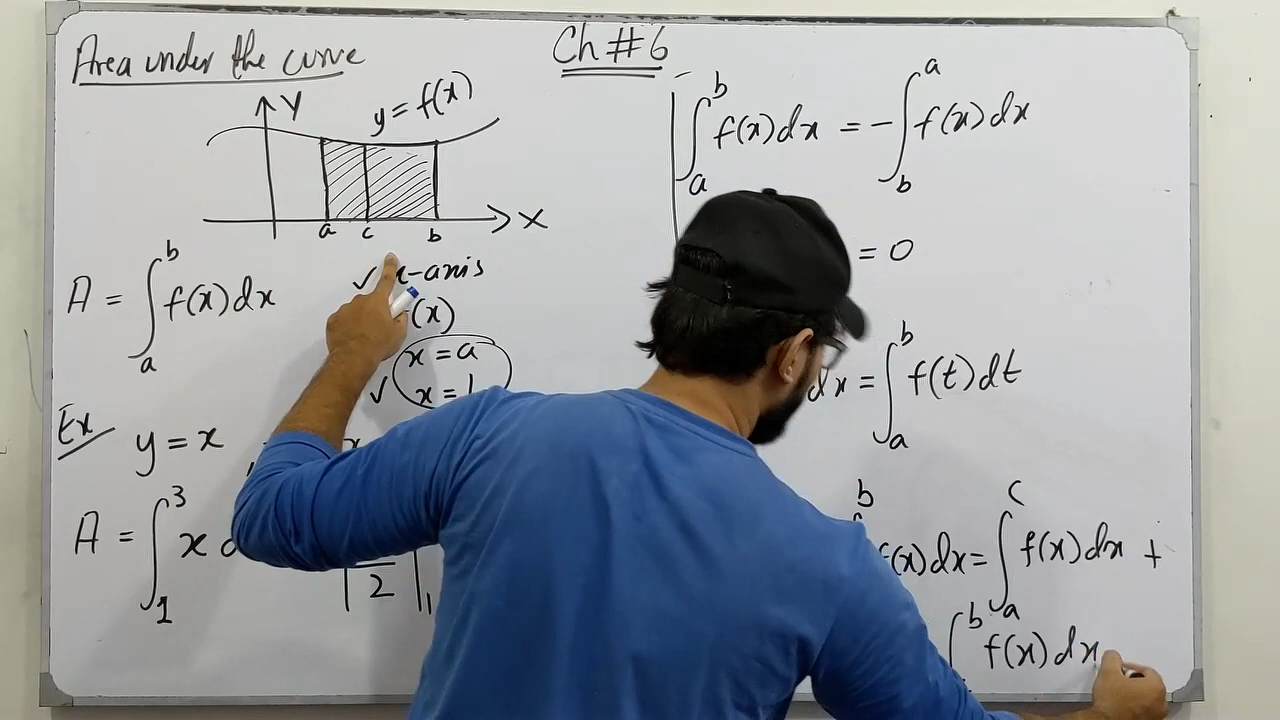 Area under the curve
Ch # 6
Y
y = f(x)
X
a c b
A = ∫_a^b f(x) dx
✓ x-axis
f(x)
x = a
✓ x =
Ex
y = x
A = ∫_1^3 x
2 |_1
∫_a^b f(x) dx = - ∫_b^a f(x) dx
= 0
dx = ∫_a^b f(t) dt
b
f(x) dx = ∫_a^c f(x) dx +
∫^b f(x) dx